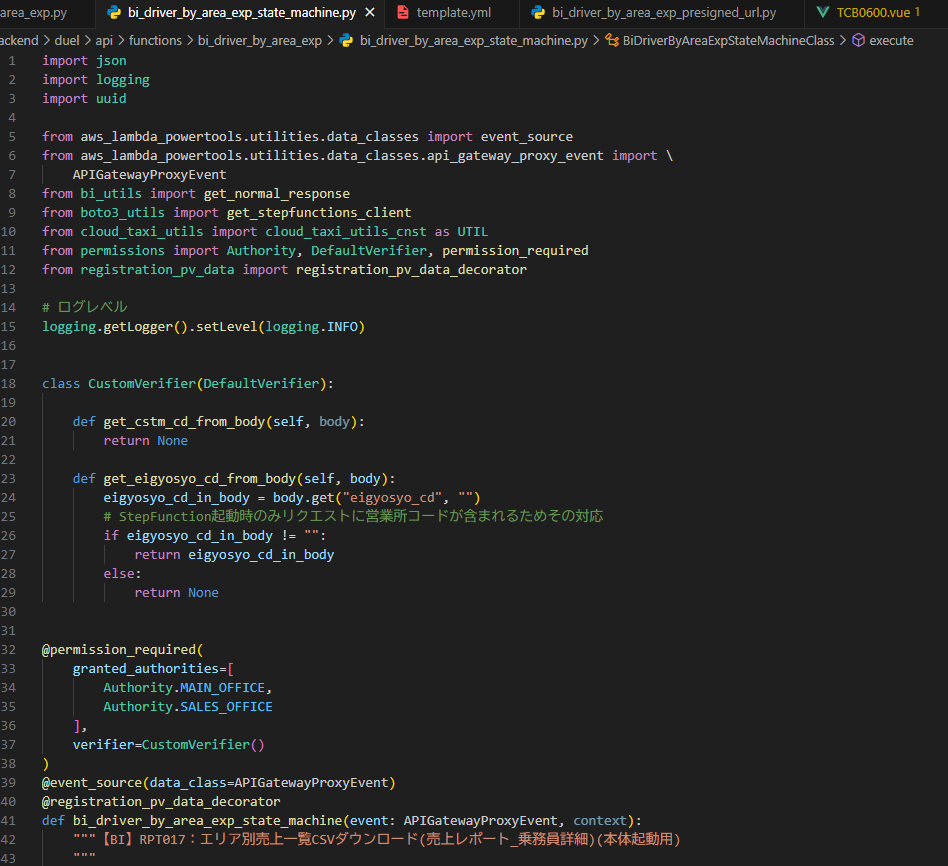 area_exp.py bi_driver_by_area_exp_state_machine.py template.yml bi_driver_by_area_exp_presigned_url.py TCB0600.vue 1
ackend > duel > api > functions > bi_driver_by_area_exp > bi_driver_by_area_exp_state_machine.py > BiDriverByAreaExpStateMachineClass > execute
1 import json
2 import logging
3 import uuid
4
5 from aws_lambda_powertools.utilities.data_classes import event_source
6 from aws_lambda_powertools.utilities.data_classes.api_gateway_proxy_event import \
7     APIGatewayProxyEvent
8 from bi_utils import get_normal_response
9 from boto3_utils import get_stepfunctions_client
10 from cloud_taxi_utils import cloud_taxi_utils_cnst as UTIL
11 from permissions import Authority, DefaultVerifier, permission_required
12 from registration_pv_data import registration_pv_data_decorator
13
14 # ログレベル
15 logging.getLogger().setLevel(logging.INFO)
16
17
18 class CustomVerifier(DefaultVerifier):
19
20     def get_cstm_cd_from_body(self, body):
21         return None
22
23     def get_eigyosyo_cd_from_body(self, body):
24         eigyosyo_cd_in_body = body.get("eigyosyo_cd", "")
25         # StepFunction起動時のみリクエストに営業所コードが含まれるためその対応
26         if eigyosyo_cd_in_body != "":
27             return eigyosyo_cd_in_body
28         else:
29             return None
30
31
32 @permission_required(
33     granted_authorities=[
34         Authority.MAIN_OFFICE,
35         Authority.SALES_OFFICE
36     ],
37     verifier=CustomVerifier()
38 )
39 @event_source(data_class=APIGatewayProxyEvent)
40 @registration_pv_data_decorator
41 def bi_driver_by_area_exp_state_machine(event: APIGatewayProxyEvent, context):
42     """【BI】RPT017：エリア別売上一覧CSVダウンロード(売上レポート_乗務員詳細)(本体起動用)
43     """